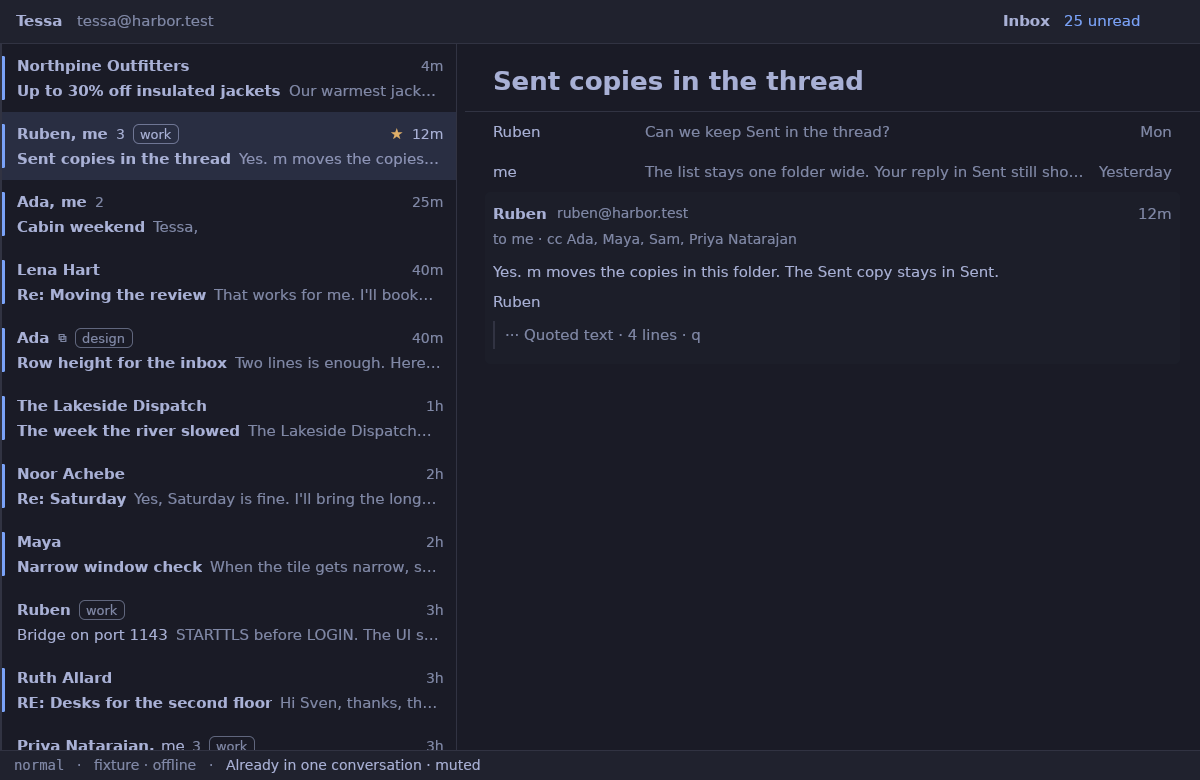 Tessa tessa@harbor.test Inbox 25 unread
Northpine Outfitters 4m
Up to 30% off insulated jackets Our warmest jack…
Ruben, me 3 work ★ 12m
Sent copies in the thread Yes. m moves the copies…
Ada, me 2 25m
Cabin weekend Tessa,
Lena Hart 40m
Re: Moving the review That works for me. I'll book…
Ada design 40m
Row height for the inbox Two lines is enough. Here…
The Lakeside Dispatch 1h
The week the river slowed The Lakeside Dispatch…
Noor Achebe 2h
Re: Saturday Yes, Saturday is fine. I'll bring the long…
Maya 2h
Narrow window check When the tile gets narrow, s…
Ruben work 3h
Bridge on port 1143 STARTTLS before LOGIN. The UI s…
Ruth Allard 3h
RE: Desks for the second floor Hi Sven, thanks, th…
Priya Natarajan, me 3 work 3h
Sent copies in the thread
Ruben Can we keep Sent in the thread? Mon
me The list stays one folder wide. Your reply in Sent still sho… Yesterday
Ruben ruben@harbor.test 12m
to me · cc Ada, Maya, Sam, Priya Natarajan
Yes. m moves the copies in this folder. The Sent copy stays in Sent.
Ruben
··· Quoted text · 4 lines · q
normal · fixture · offline · Already in one conversation · muted